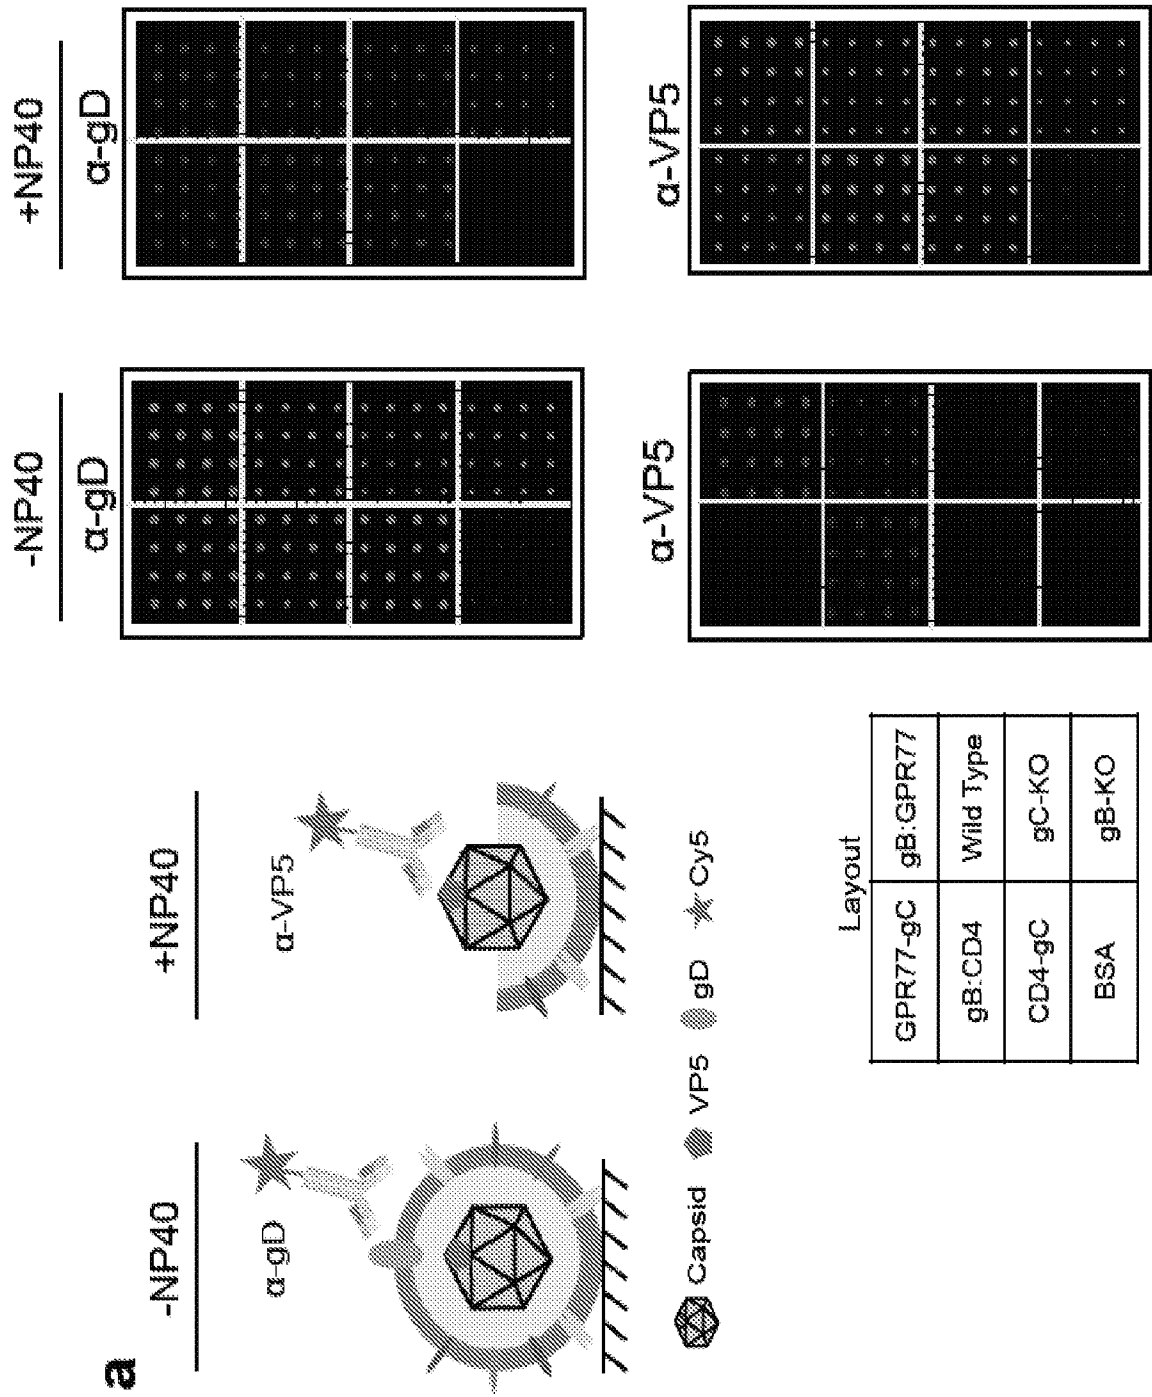 a
-NP40
+NP40
α-gD
α-VP5
Capsid VP5 gD Cy5
Layout
GPR77-gC gB:GPR77
gB:CD4 Wild Type
CD4-gC gC-KO
BSA gB-KO
-NP40
+NP40
α-gD
α-gD
α-VP5
α-VP5